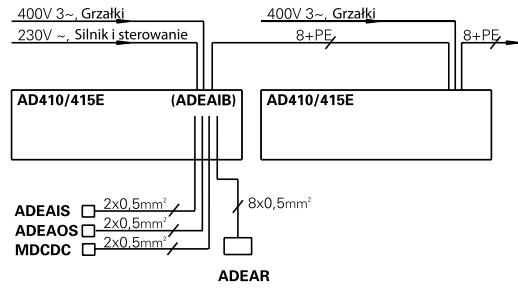 400V 3~, Grzałki
400V 3~, Grzałki
230V ~, Silnik i sterowanie
8+PE
8+PE
AD410/415E
(ADEAIB)
AD410/415E
ADEAIS
2x0,5mm²
8x0,5mm²
ADEAOS
2x0,5mm²
MDCDC
2x0,5mm²
ADEAR